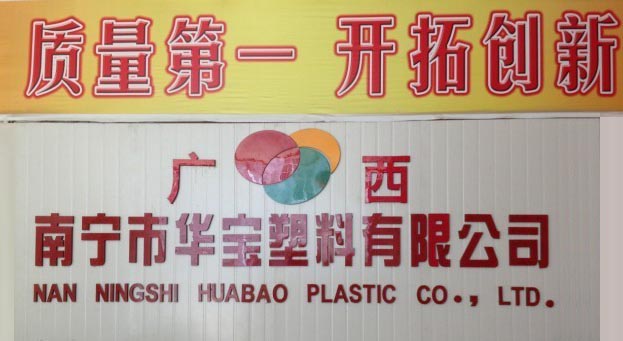 质量第一 开拓创新
广 西
南宁市华宝塑料有限公司
NAN NINGSHI HUABAO PLASTIC CO., LTD.